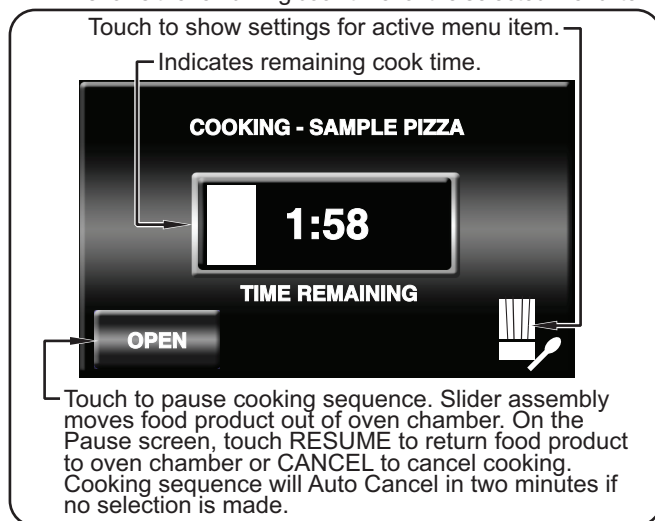 Touch to show settings for active menu item.
Indicates remaining cook time.
COOKING - SAMPLE PIZZA
1:58
TIME REMAINING
OPEN
Touch to pause cooking sequence. Slider assembly
moves food product out of oven chamber. On the
Pause screen, touch RESUME to return food product
to oven chamber or CANCEL to cancel cooking.
Cooking sequence will Auto Cancel in two minutes if
no selection is made.